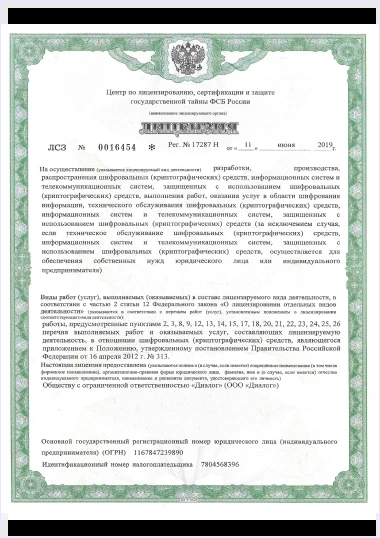 Центр по лицензированию, сертификации и защите
государственной тайны ФСБ России
(наименование лицензирующего органа)
ЛИЦЕНЗИЯ
ЛСЗ № 0016454 * Рег. № 17287 Н от « 11 июня 2019 г.
На осуществление (указывается лицензируемый вид деятельности) разработки, производства,
распространения шифровальных (криптографических) средств, информационных систем и
телекоммуникационных систем, защищенных с использованием шифровальных
(криптографических) средств, выполнения работ, оказания услуг в области шифрования
информации, технического обслуживания шифровальных (криптографических) средств,
информационных систем и телекоммуникационных систем, защищенных с
использованием шифровальных (криптографических) средств (за исключением случая,
если техническое обслуживание шифровальных (криптографических) средств,
информационных систем и телекоммуникационных систем, защищенных с
использованием шифровальных (криптографических) средств, осуществляется для
обеспечения собственных нужд юридического лица или индивидуального
предпринимателя)
Виды работ (услуг), выполняемых (оказываемых) в составе лицензируемого вида деятельности, в
соответствии с частью 2 статьи 12 Федерального закона «О лицензировании отдельных видов
деятельности» (указываются в соответствии с перечнем работ (услуг), установленным положением о лицензировании
соответствующего вида деятельности):
работы, предусмотренные пунктами 2, 3, 8, 9, 12, 13, 14, 15, 17, 18, 20, 21, 22, 23, 24, 25, 26
перечня выполняемых работ и оказываемых услуг, составляющих лицензируемую
деятельность, в отношении шифровальных (криптографических) средств, являющегося
приложением к Положению, утвержденному постановлением Правительства Российской
Федерации от 16 апреля 2012 г. № 313.
Настоящая лицензия предоставлена (указываются полное и (в случае, если имеется) сокращенное наименование (в том числе
фирменное наименование), организационно-правовая форма юридического лица, фамилия, имя и (в случае, если имеется) отчество
индивидуального предпринимателя, наименование и реквизиты документа, удостоверяющего его личность)
Обществу с ограниченной ответственностью «Диалог» (ООО «Диалог»)
Основной государственный регистрационный номер юридического лица (индивидуального
предпринимателя) (ОГРН) 1167847239890
Идентификационный номер налогоплательщика 7804568396